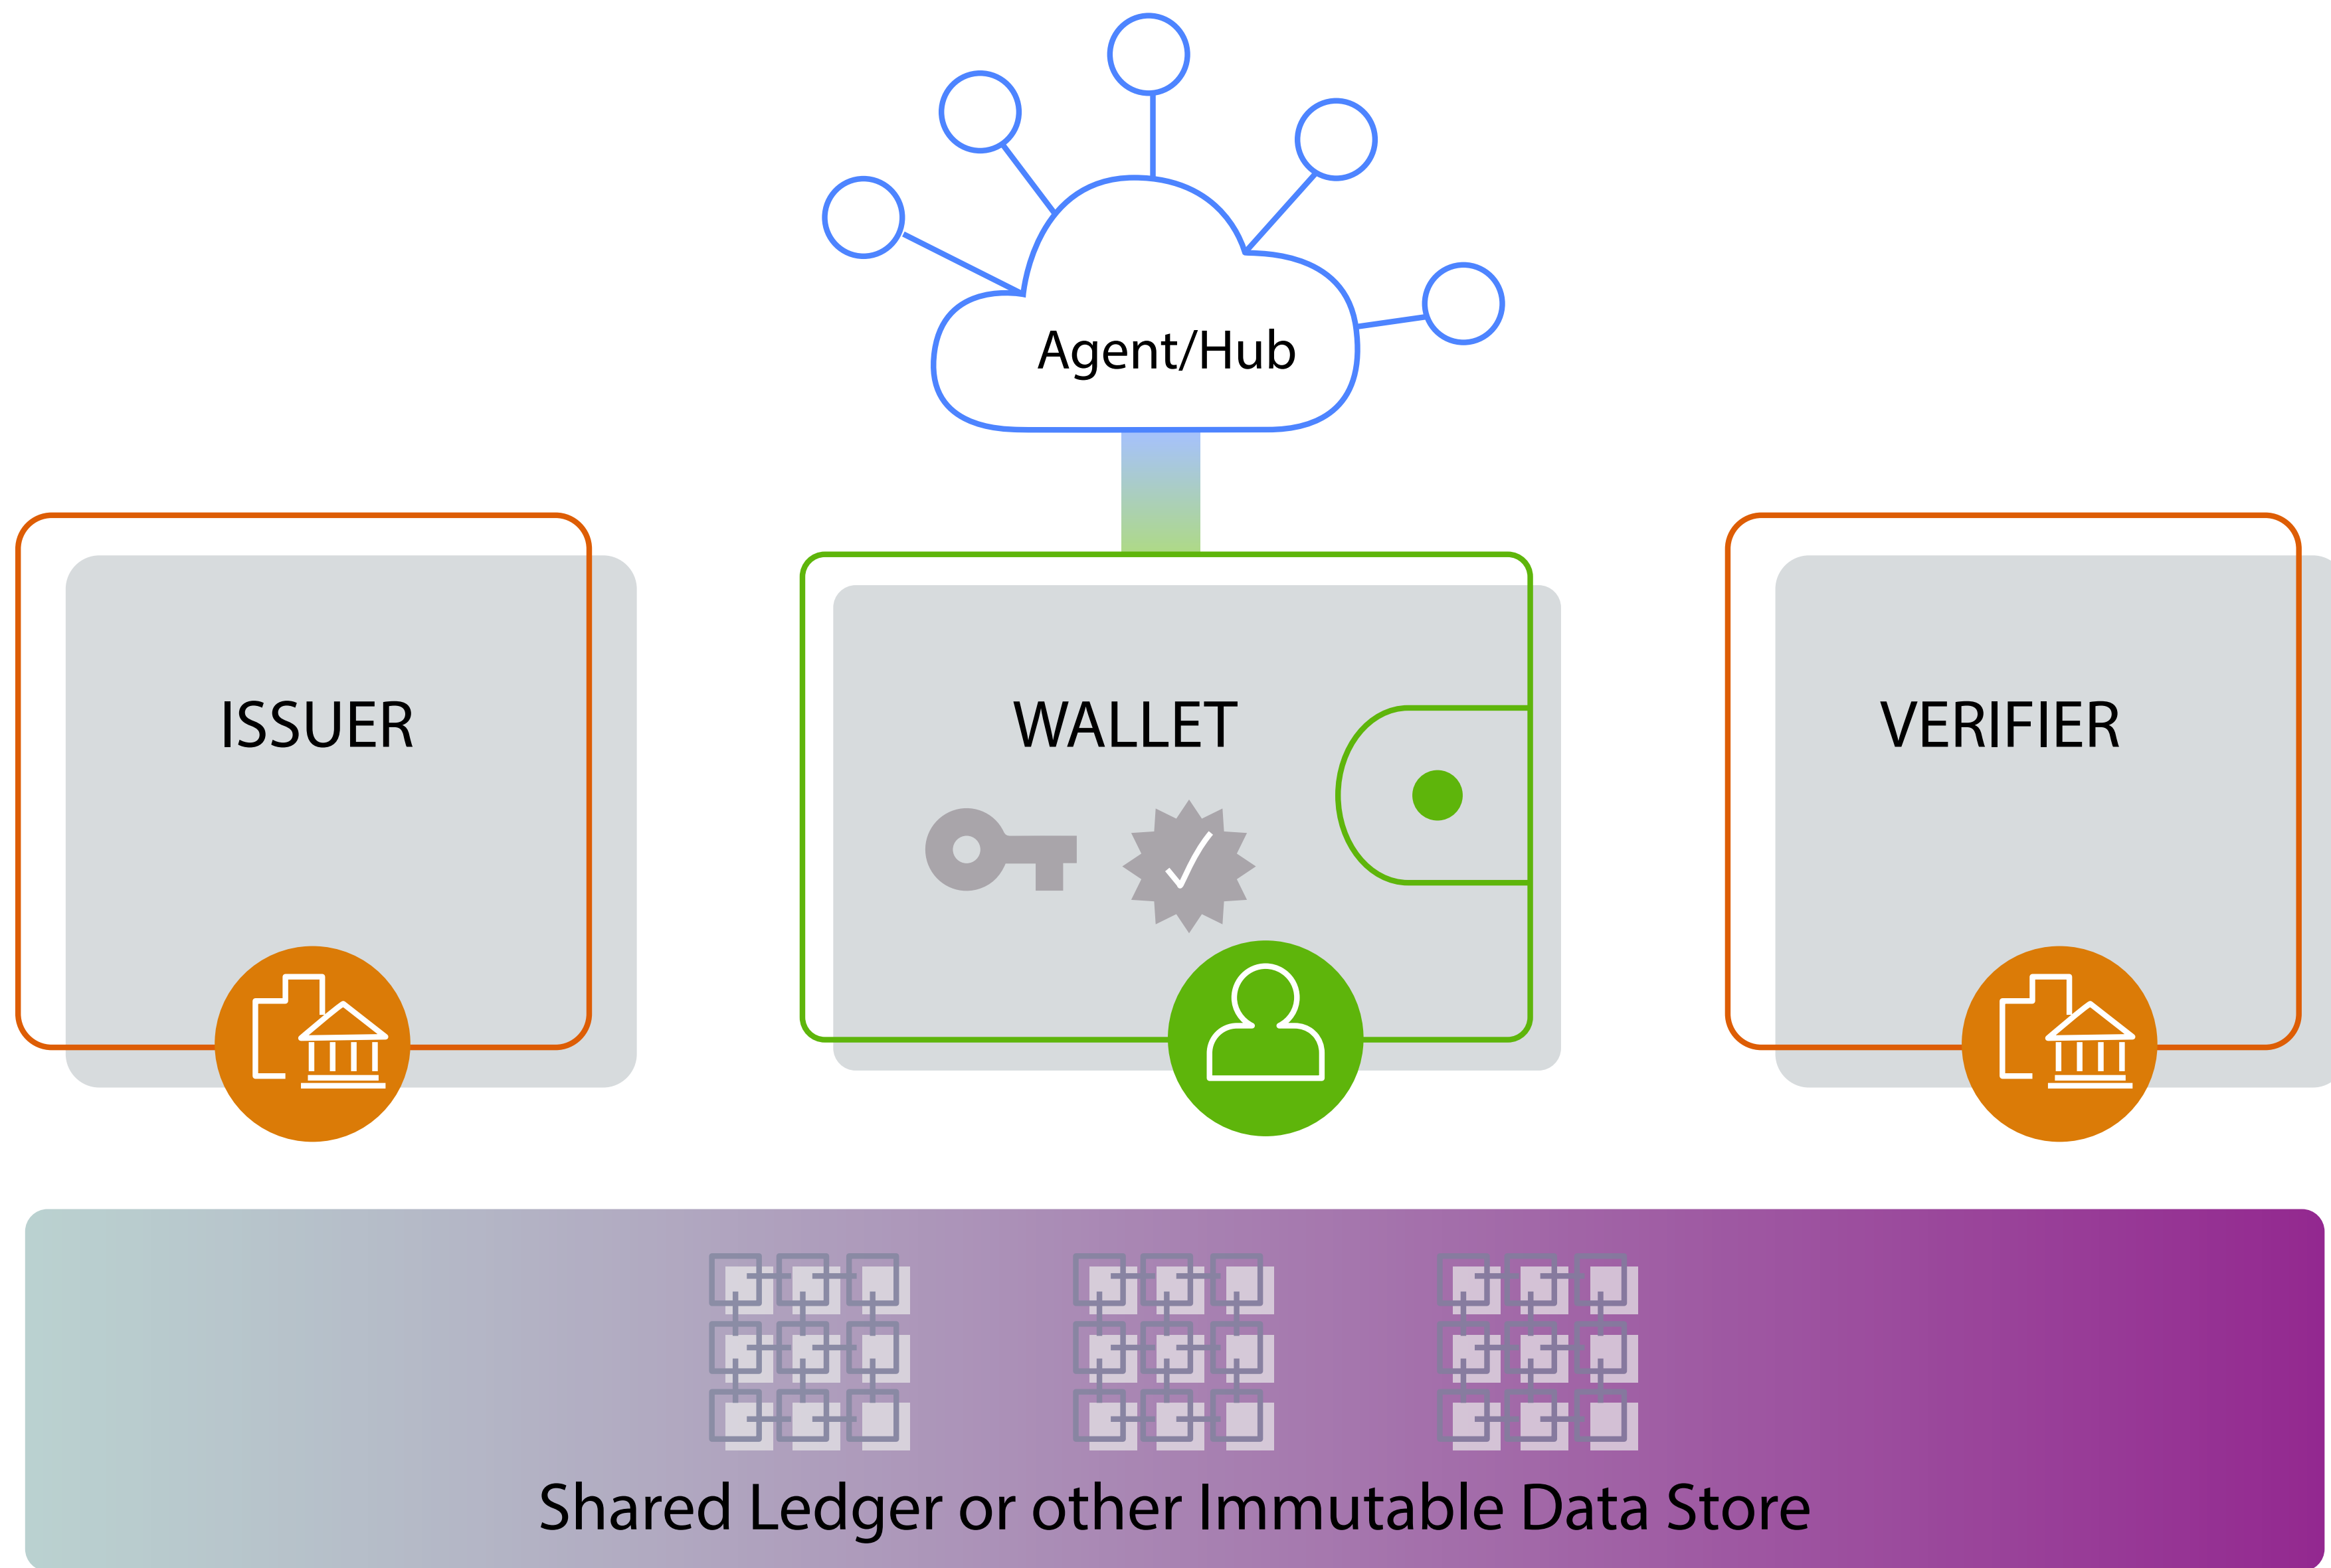 Agent/Hub
ISSUER
WALLET
VERIFIER
Shared Ledger or other Immutable Data Store